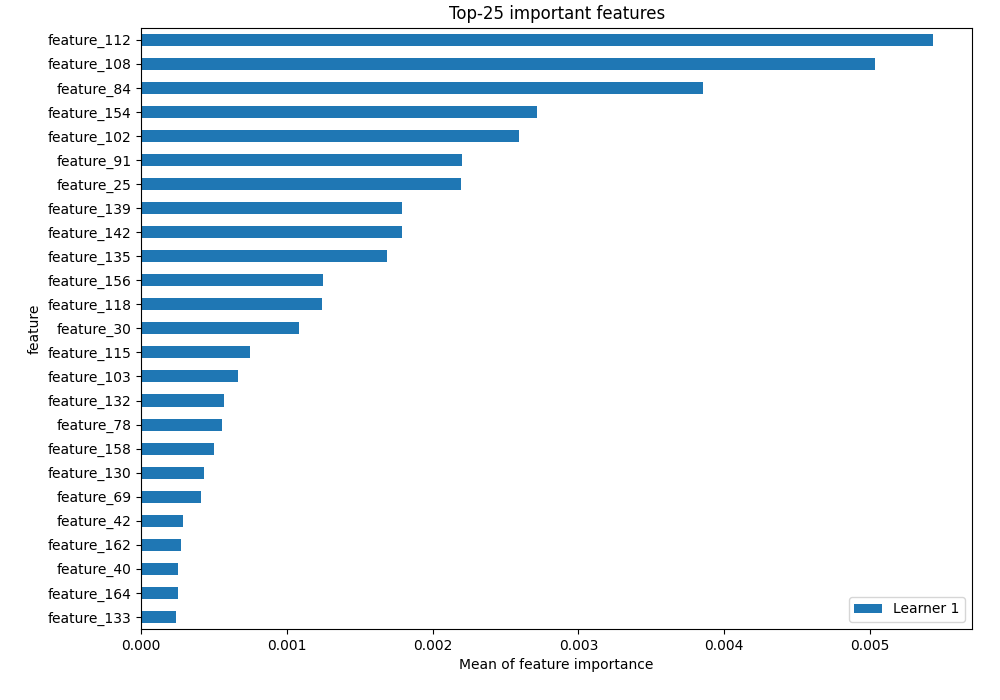 Top-25 important features
feature_112
feature_108
feature_84
feature_154
feature_102
feature_91
feature_25
feature_139
feature_142
feature_135
feature_156
feature_118
feature_30
feature_115
feature_103
feature_132
feature_78
feature_158
feature_130
feature_69
feature_42
feature_162
feature_40
feature_164
feature_133
feature
Learner 1
0.000 0.001 0.002 0.003 0.004 0.005
Mean of feature importance